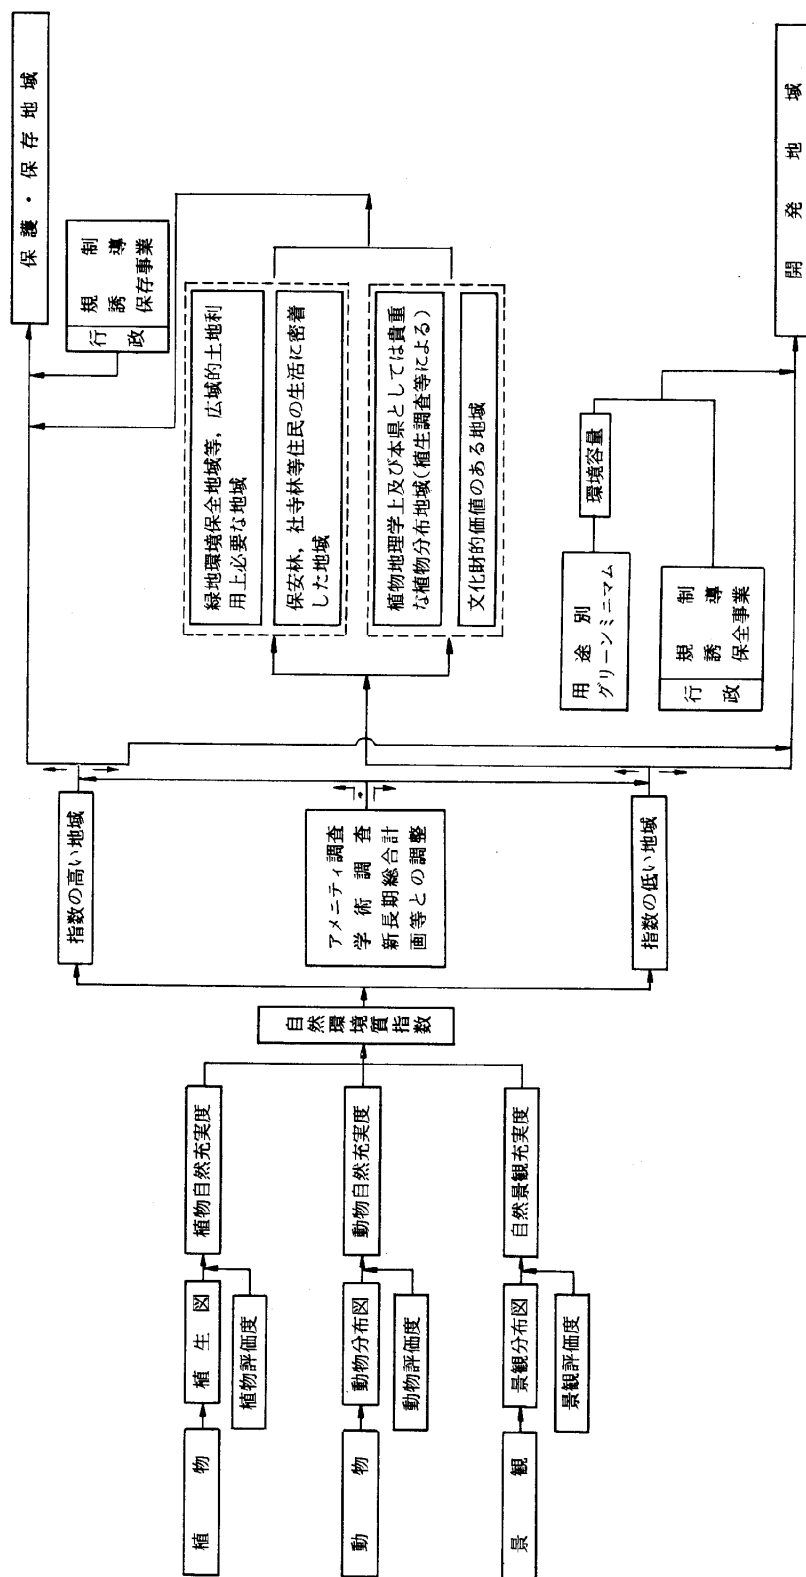 植物
植生図
植物評価度
植物自然充実度
動物
動物分布図
動物評価度
動物自然充実度
景観
景観分布図
景観評価度
自然景観充実度
自然環境質指数
指数の高い地域
アメニティ調査
学術調査
新長期総合計
画等との調整
指数の低い地域
保護・保存地域
行政
規制
誘導
保存事業
緑地環境保全地域等,広域的土地利
用上必要な地域
保安林,社寺林等住民の生活に密着
した地域
植物地理学上及び本県としては貴重
な植物分布地域(植生調査等による)
文化財的価値のある地域
用途別
グリーンミニマム
環境容量
行政
規制
誘導
保全事業
開発地域